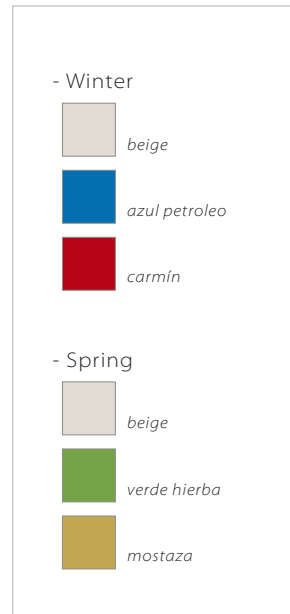 - Winter
beige
azul petroleo
carmín
- Spring
beige
verde hierba
mostaza